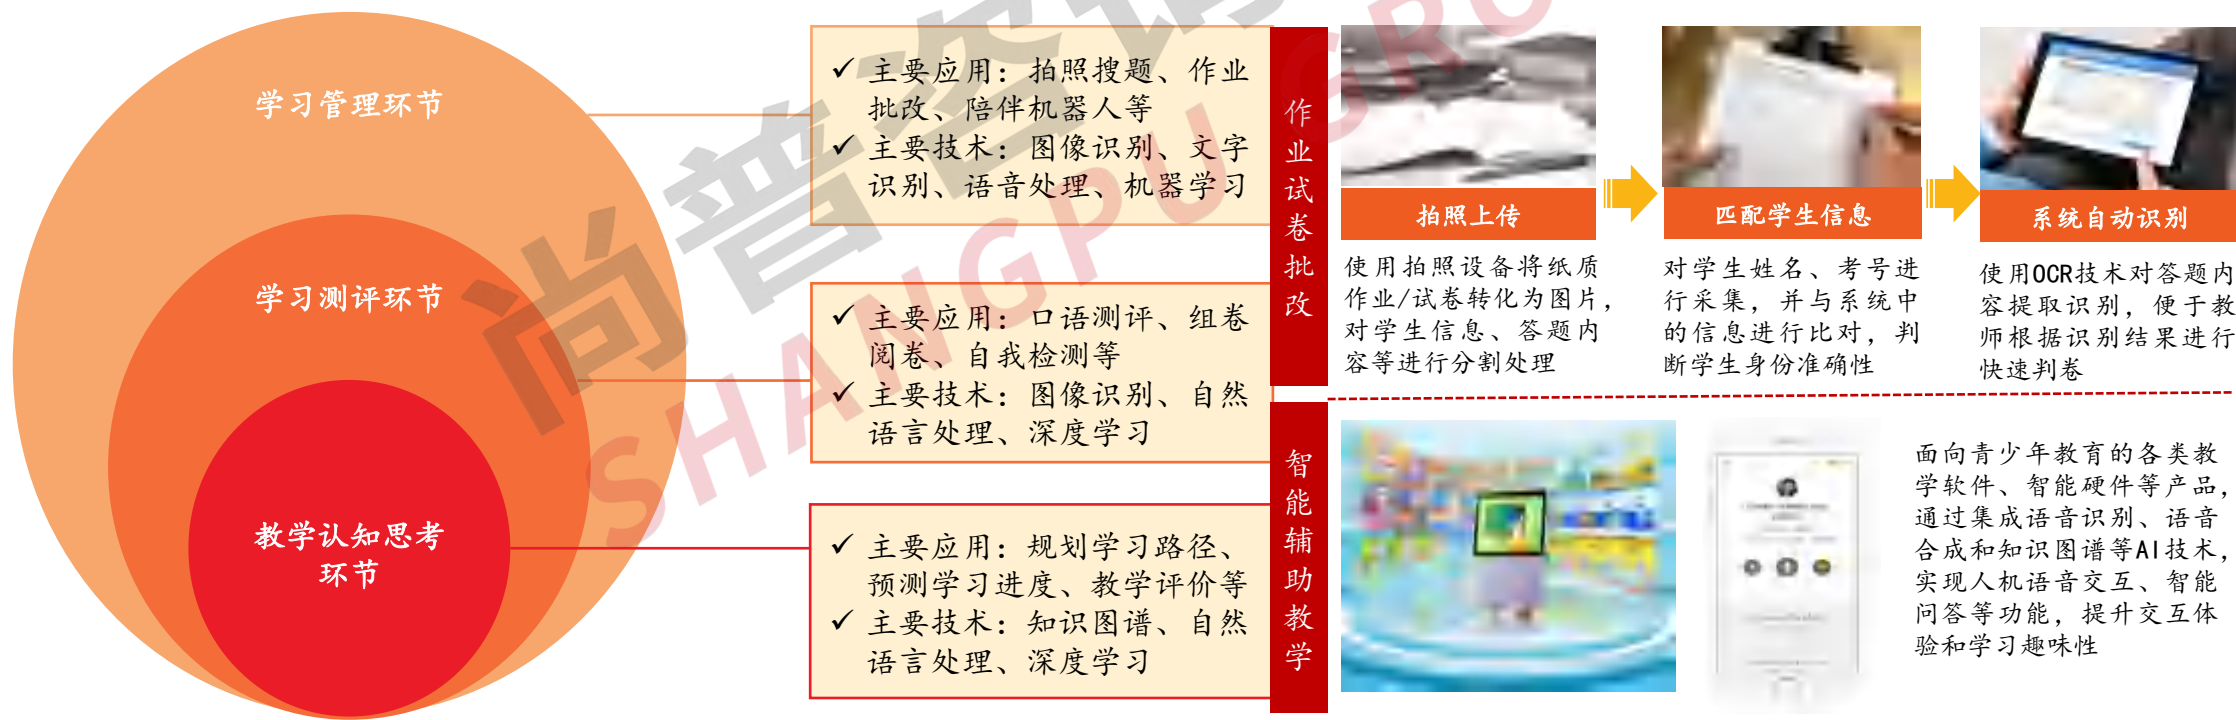 学习管理环节
学习测评环节
教学认知思考
环节
✓ 主要应用：拍照搜题、作业
批改、陪伴机器人等
✓ 主要技术：图像识别、文字
识别、语音处理、机器学习
✓ 主要应用：口语测评、组卷
阅卷、自我检测等
✓ 主要技术：图像识别、自然
语言处理、深度学习
✓ 主要应用：规划学习路径、
预测学习进度、教学评价等
✓ 主要技术：知识图谱、自然
语言处理、深度学习
作业试卷批改
拍照上传
使用拍照设备将纸质
作业/试卷转化为图片，
对学生信息、答题内
容等进行分割处理
匹配学生信息
对学生姓名、考号进
行采集，并与系统中
的信息进行比对，判
断学生身份准确性
系统自动识别
使用OCR技术对答题内
容提取识别，便于教
师根据识别结果进行
快速判卷
智能辅助教学
面向青少年教育的各类教
学软件、智能硬件等产品，
通过集成语音识别、语音
合成和知识图谱等AI技术，
实现人机语音交互、智能
问答等功能，提升交互体
验和学习趣味性
尚普咨询
SHANGPU GRO